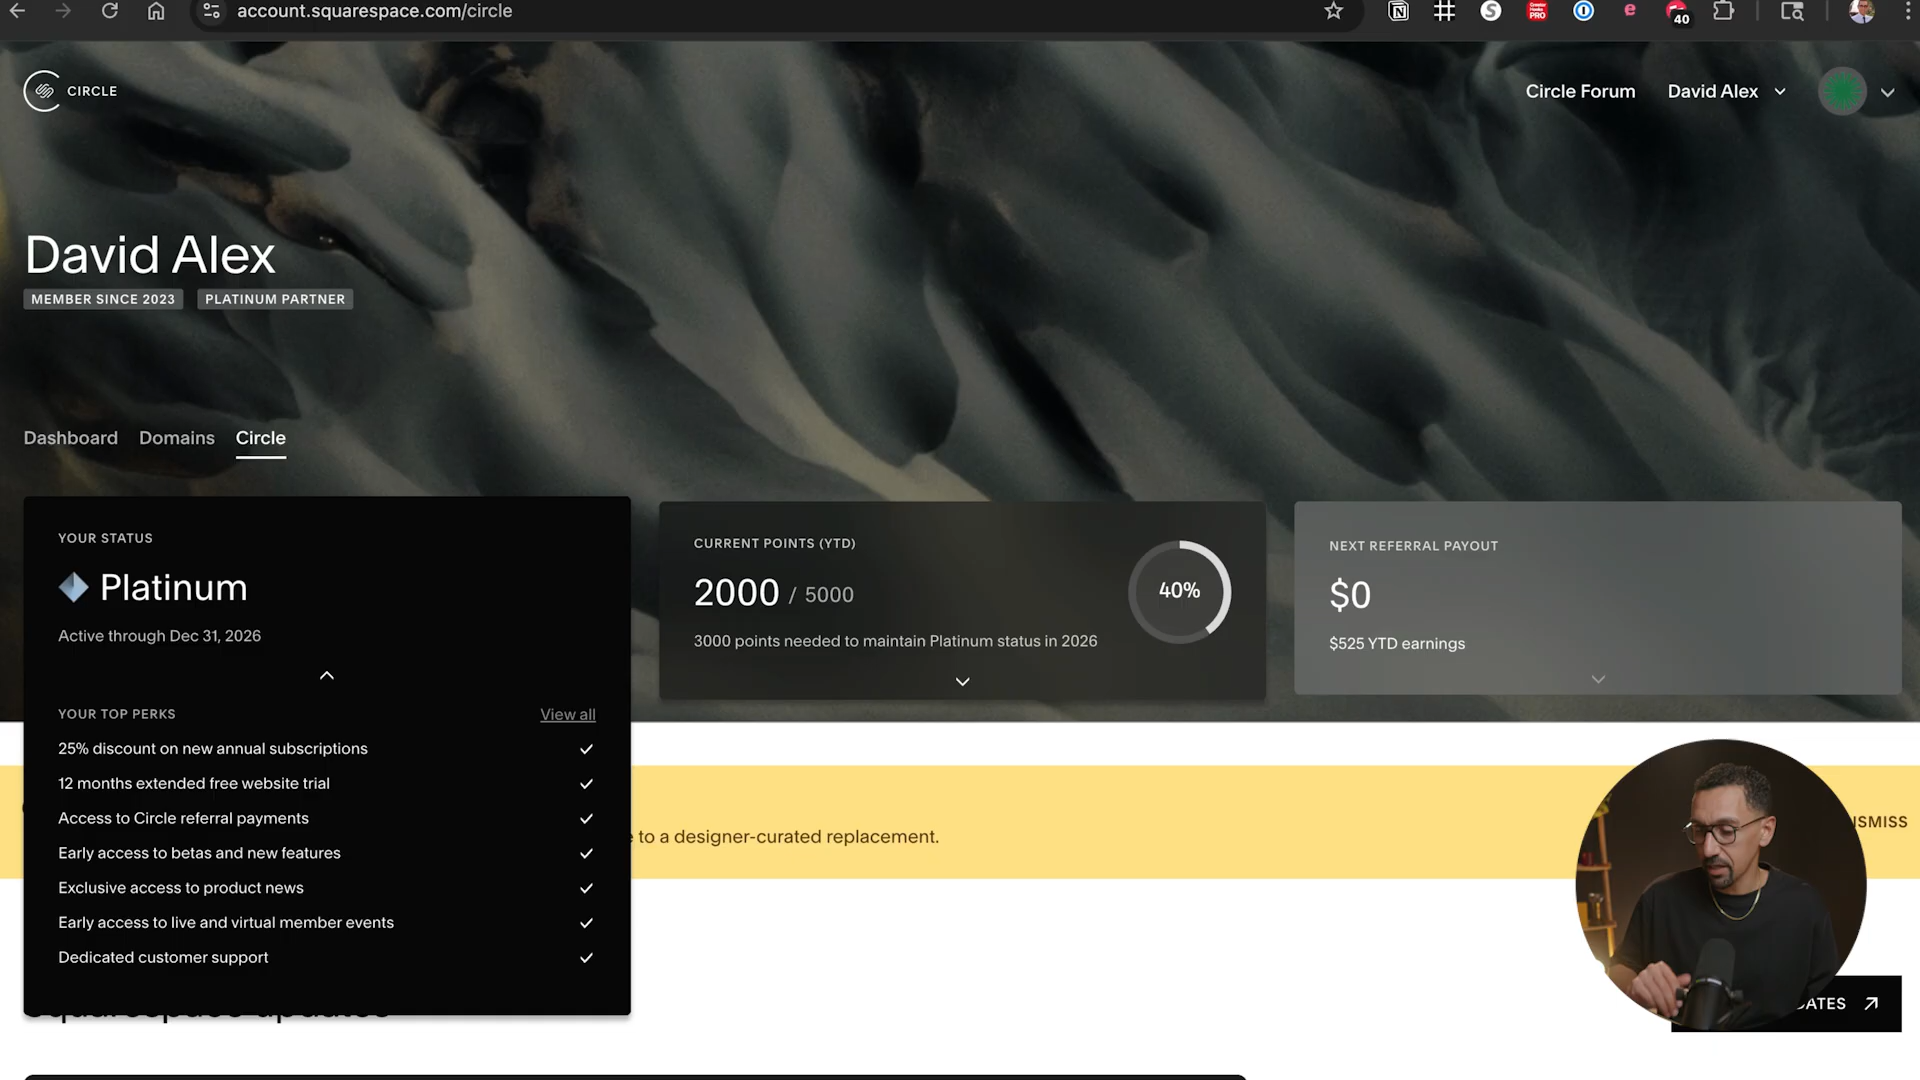 account.squarespace.com/circle
40
CIRCLE
Circle Forum
David Alex
David Alex
MEMBER SINCE 2023
PLATINUM PARTNER
Dashboard
Domains
Circle
YOUR STATUS
Platinum
Active through Dec 31, 2026
YOUR TOP PERKS
View all
25% discount on new annual subscriptions
12 months extended free website trial
Access to Circle referral payments
Early access to betas and new features
Exclusive access to product news
Early access to live and virtual member events
Dedicated customer support
CURRENT POINTS (YTD)
2000 / 5000
40%
3000 points needed to maintain Platinum status in 2026
NEXT REFERRAL PAYOUT
$0
$525 YTD earnings
to a designer-curated replacement.